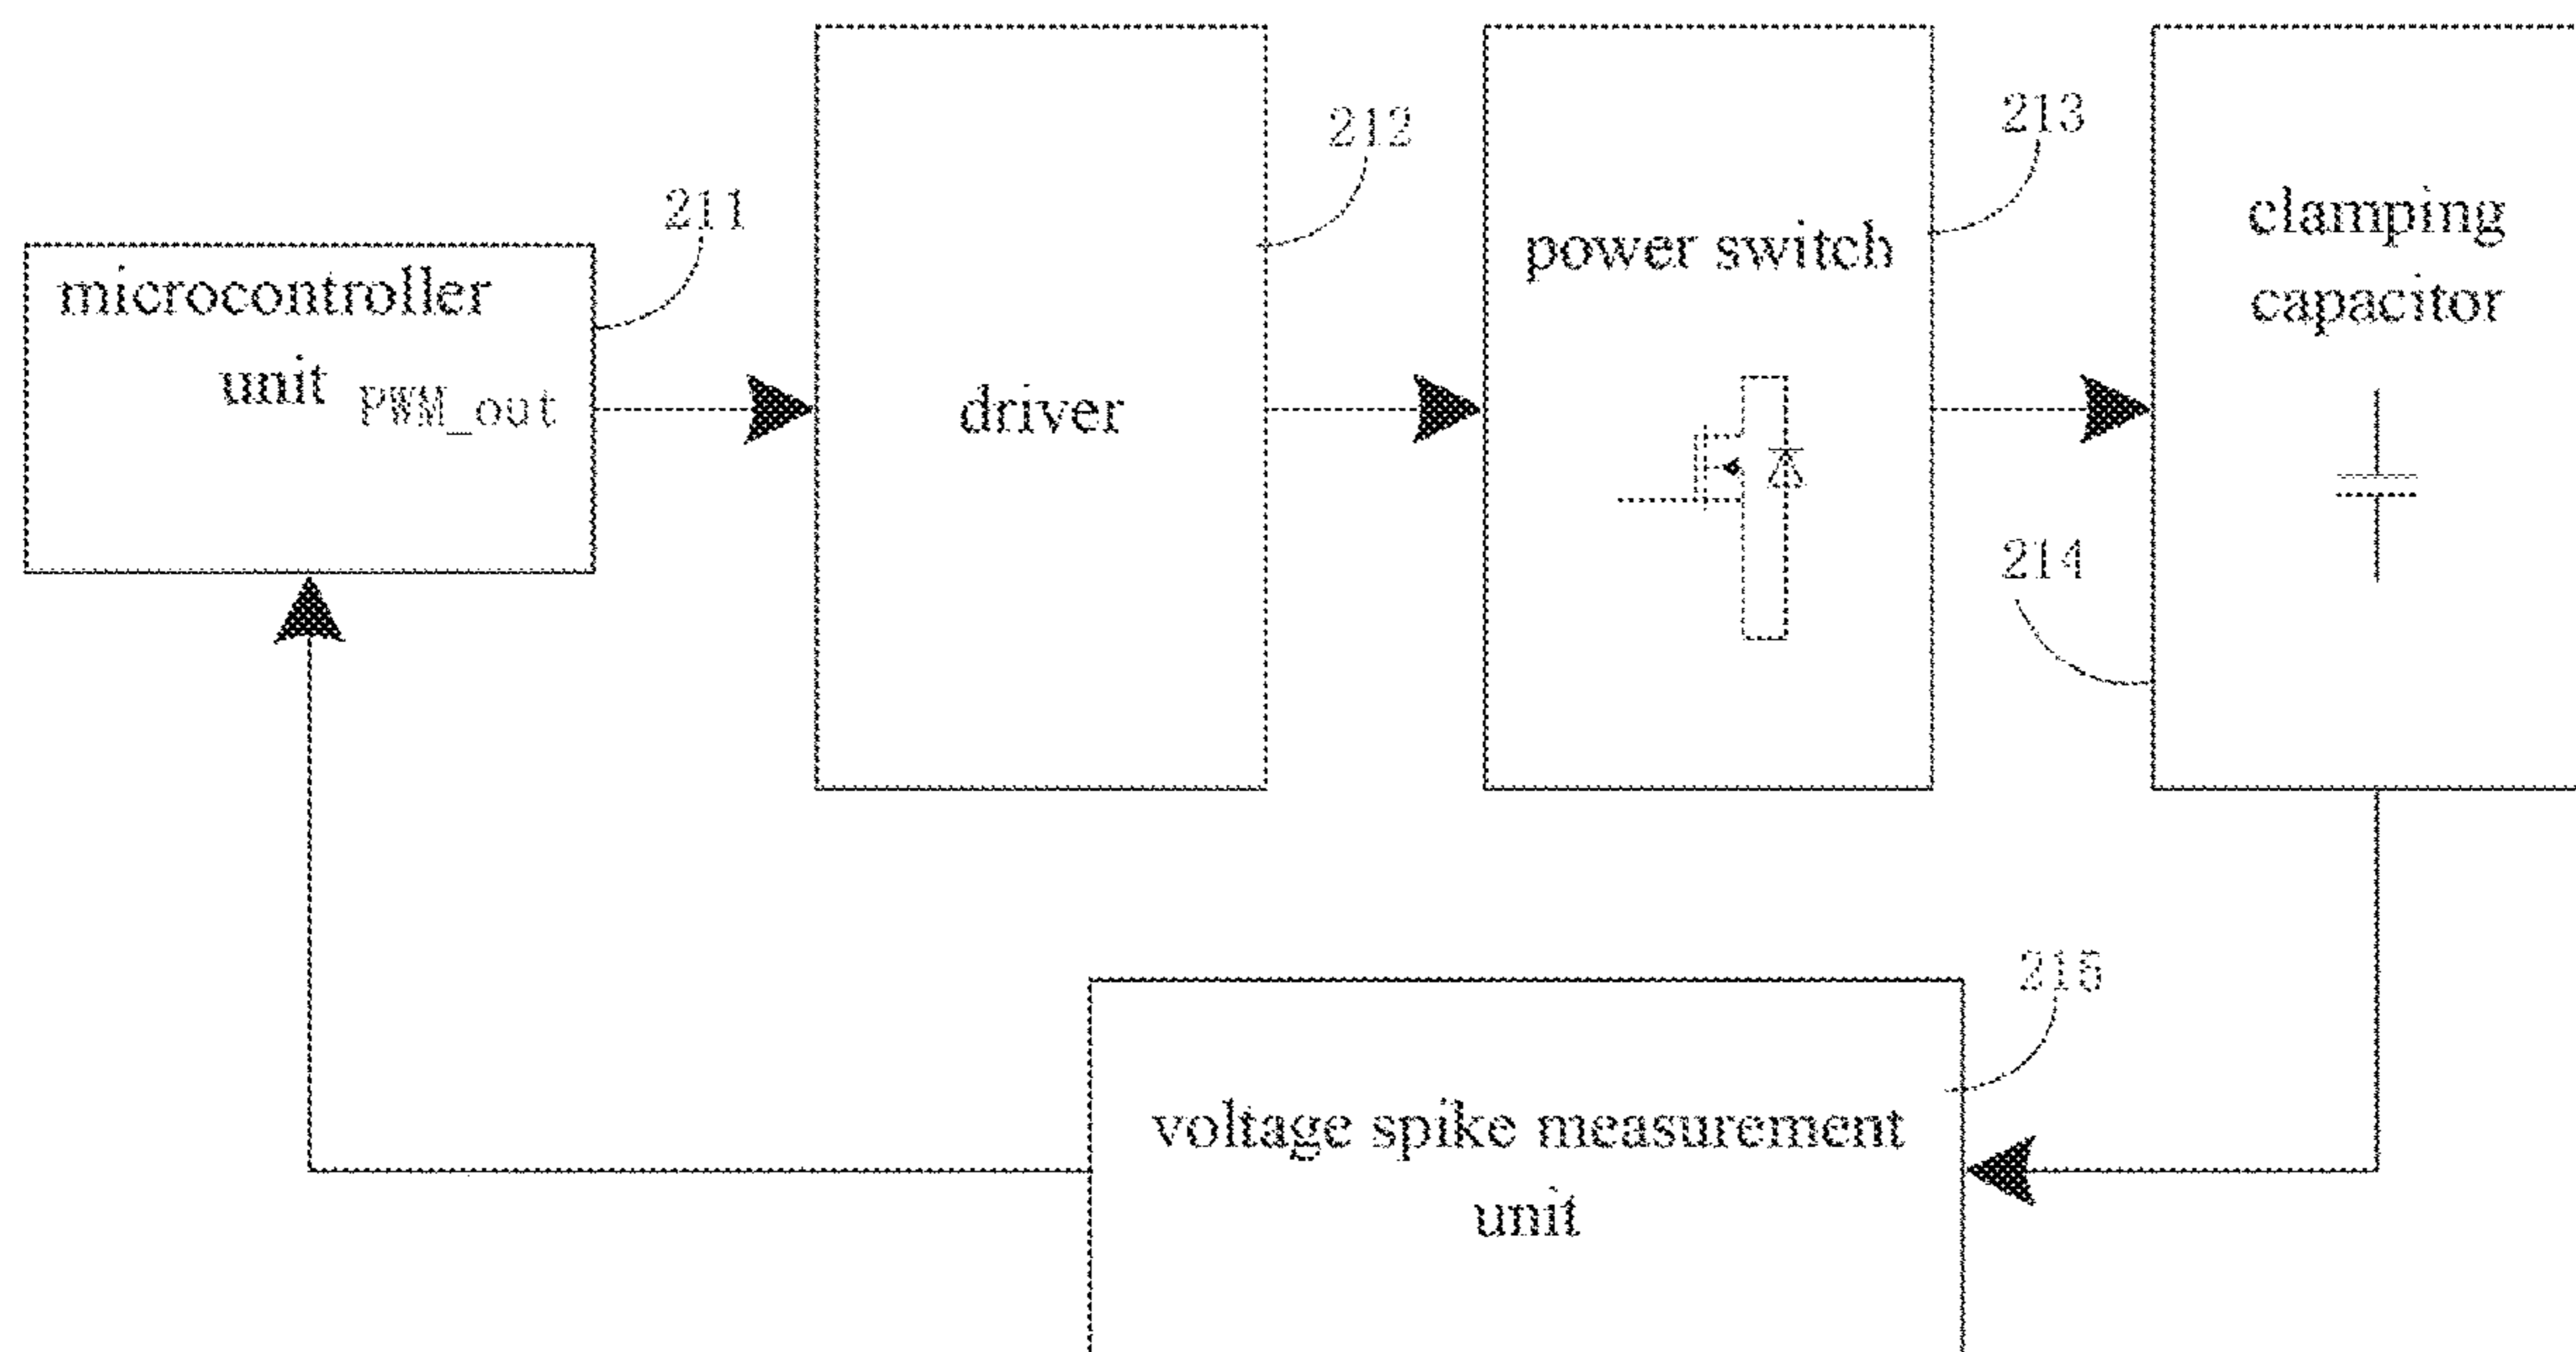 212
213
211
clamping
capacitor
power switch
microcontroller
unit PWM_out
driver
214
215
voltage spike measurement
unit